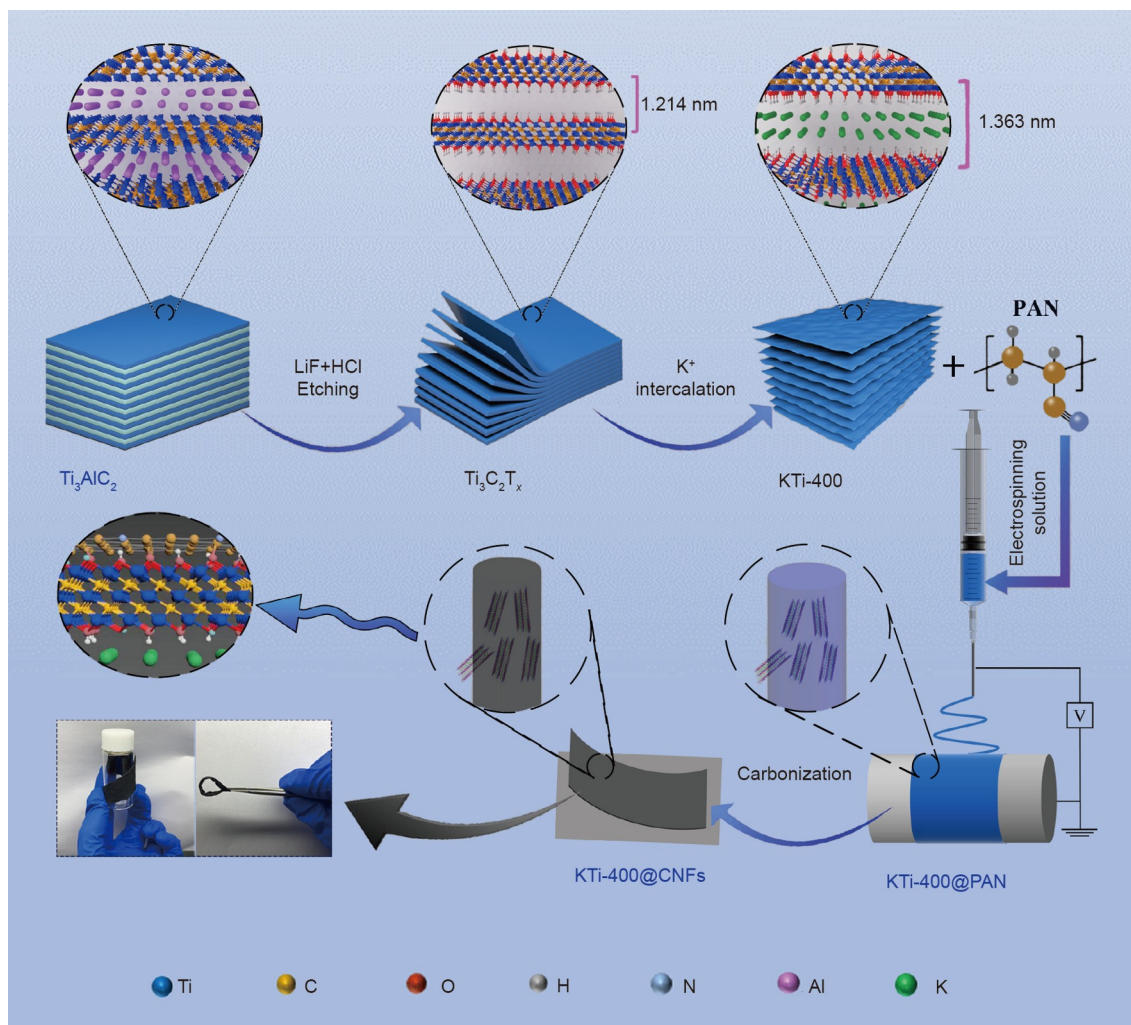 1.214 nm
1.363 nm
PAN
LiF+HCl
Etching
K⁺
intercalation
+
Ti₃AlC₂
Ti₃C₂Tₓ
KTi-400
Electrospinning
solution
V
Carbonization
KTi-400@CNFs
KTi-400@PAN
Ti
C
O
H
N
Al
K